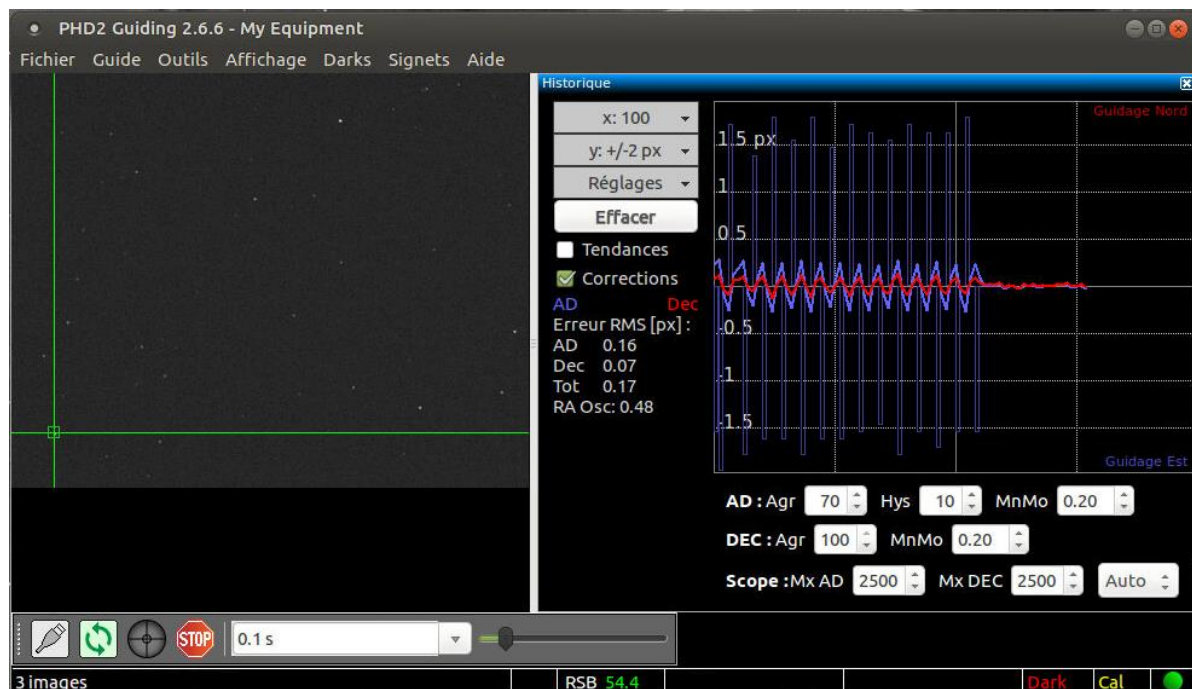 PHD2 Guiding 2.6.6 - My Equipment
Fichier Guide Outils Affichage Darks Signets Aide
Historique
x: 100
y: +/-2 px
Réglages
Effacer
Tendances
Corrections
AD Dec
Erreur RMS [px] :
AD 0.16
Dec 0.07
Tot 0.17
RA Osc: 0.48
Guidage Nord
1.5 px
1
0.5
-0.5
-1
-1.5
Guidage Est
AD : Agr 70 Hys 10 MnMo 0.20
DEC : Agr 100 MnMo 0.20
Scope : Mx AD 2500 Mx DEC 2500 Auto
STOP 0.1 s
3 images RSB 54.4 Dark Cal